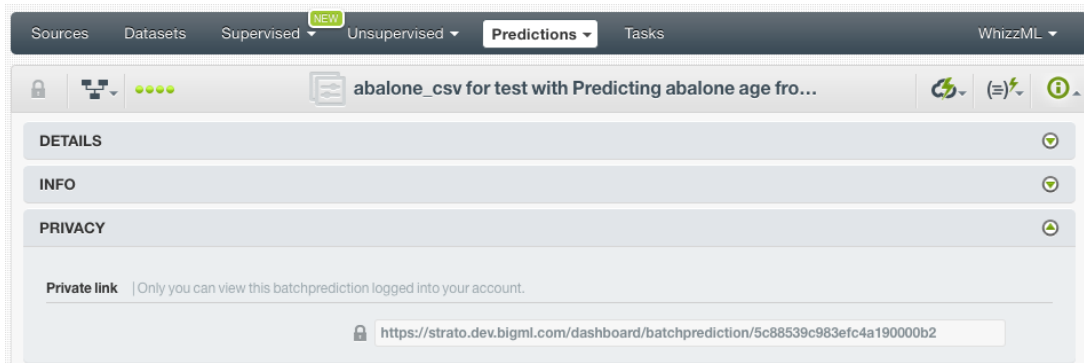 NEW
Sources Datasets Supervised Unsupervised Predictions Tasks WhizzML
abalone_csv for test with Predicting abalone age fro...
DETAILS
INFO
PRIVACY
Private link | Only you can view this batchprediction logged into your account.
https://strato.dev.bigml.com/dashboard/batchprediction/5c88539c983efc4a190000b2